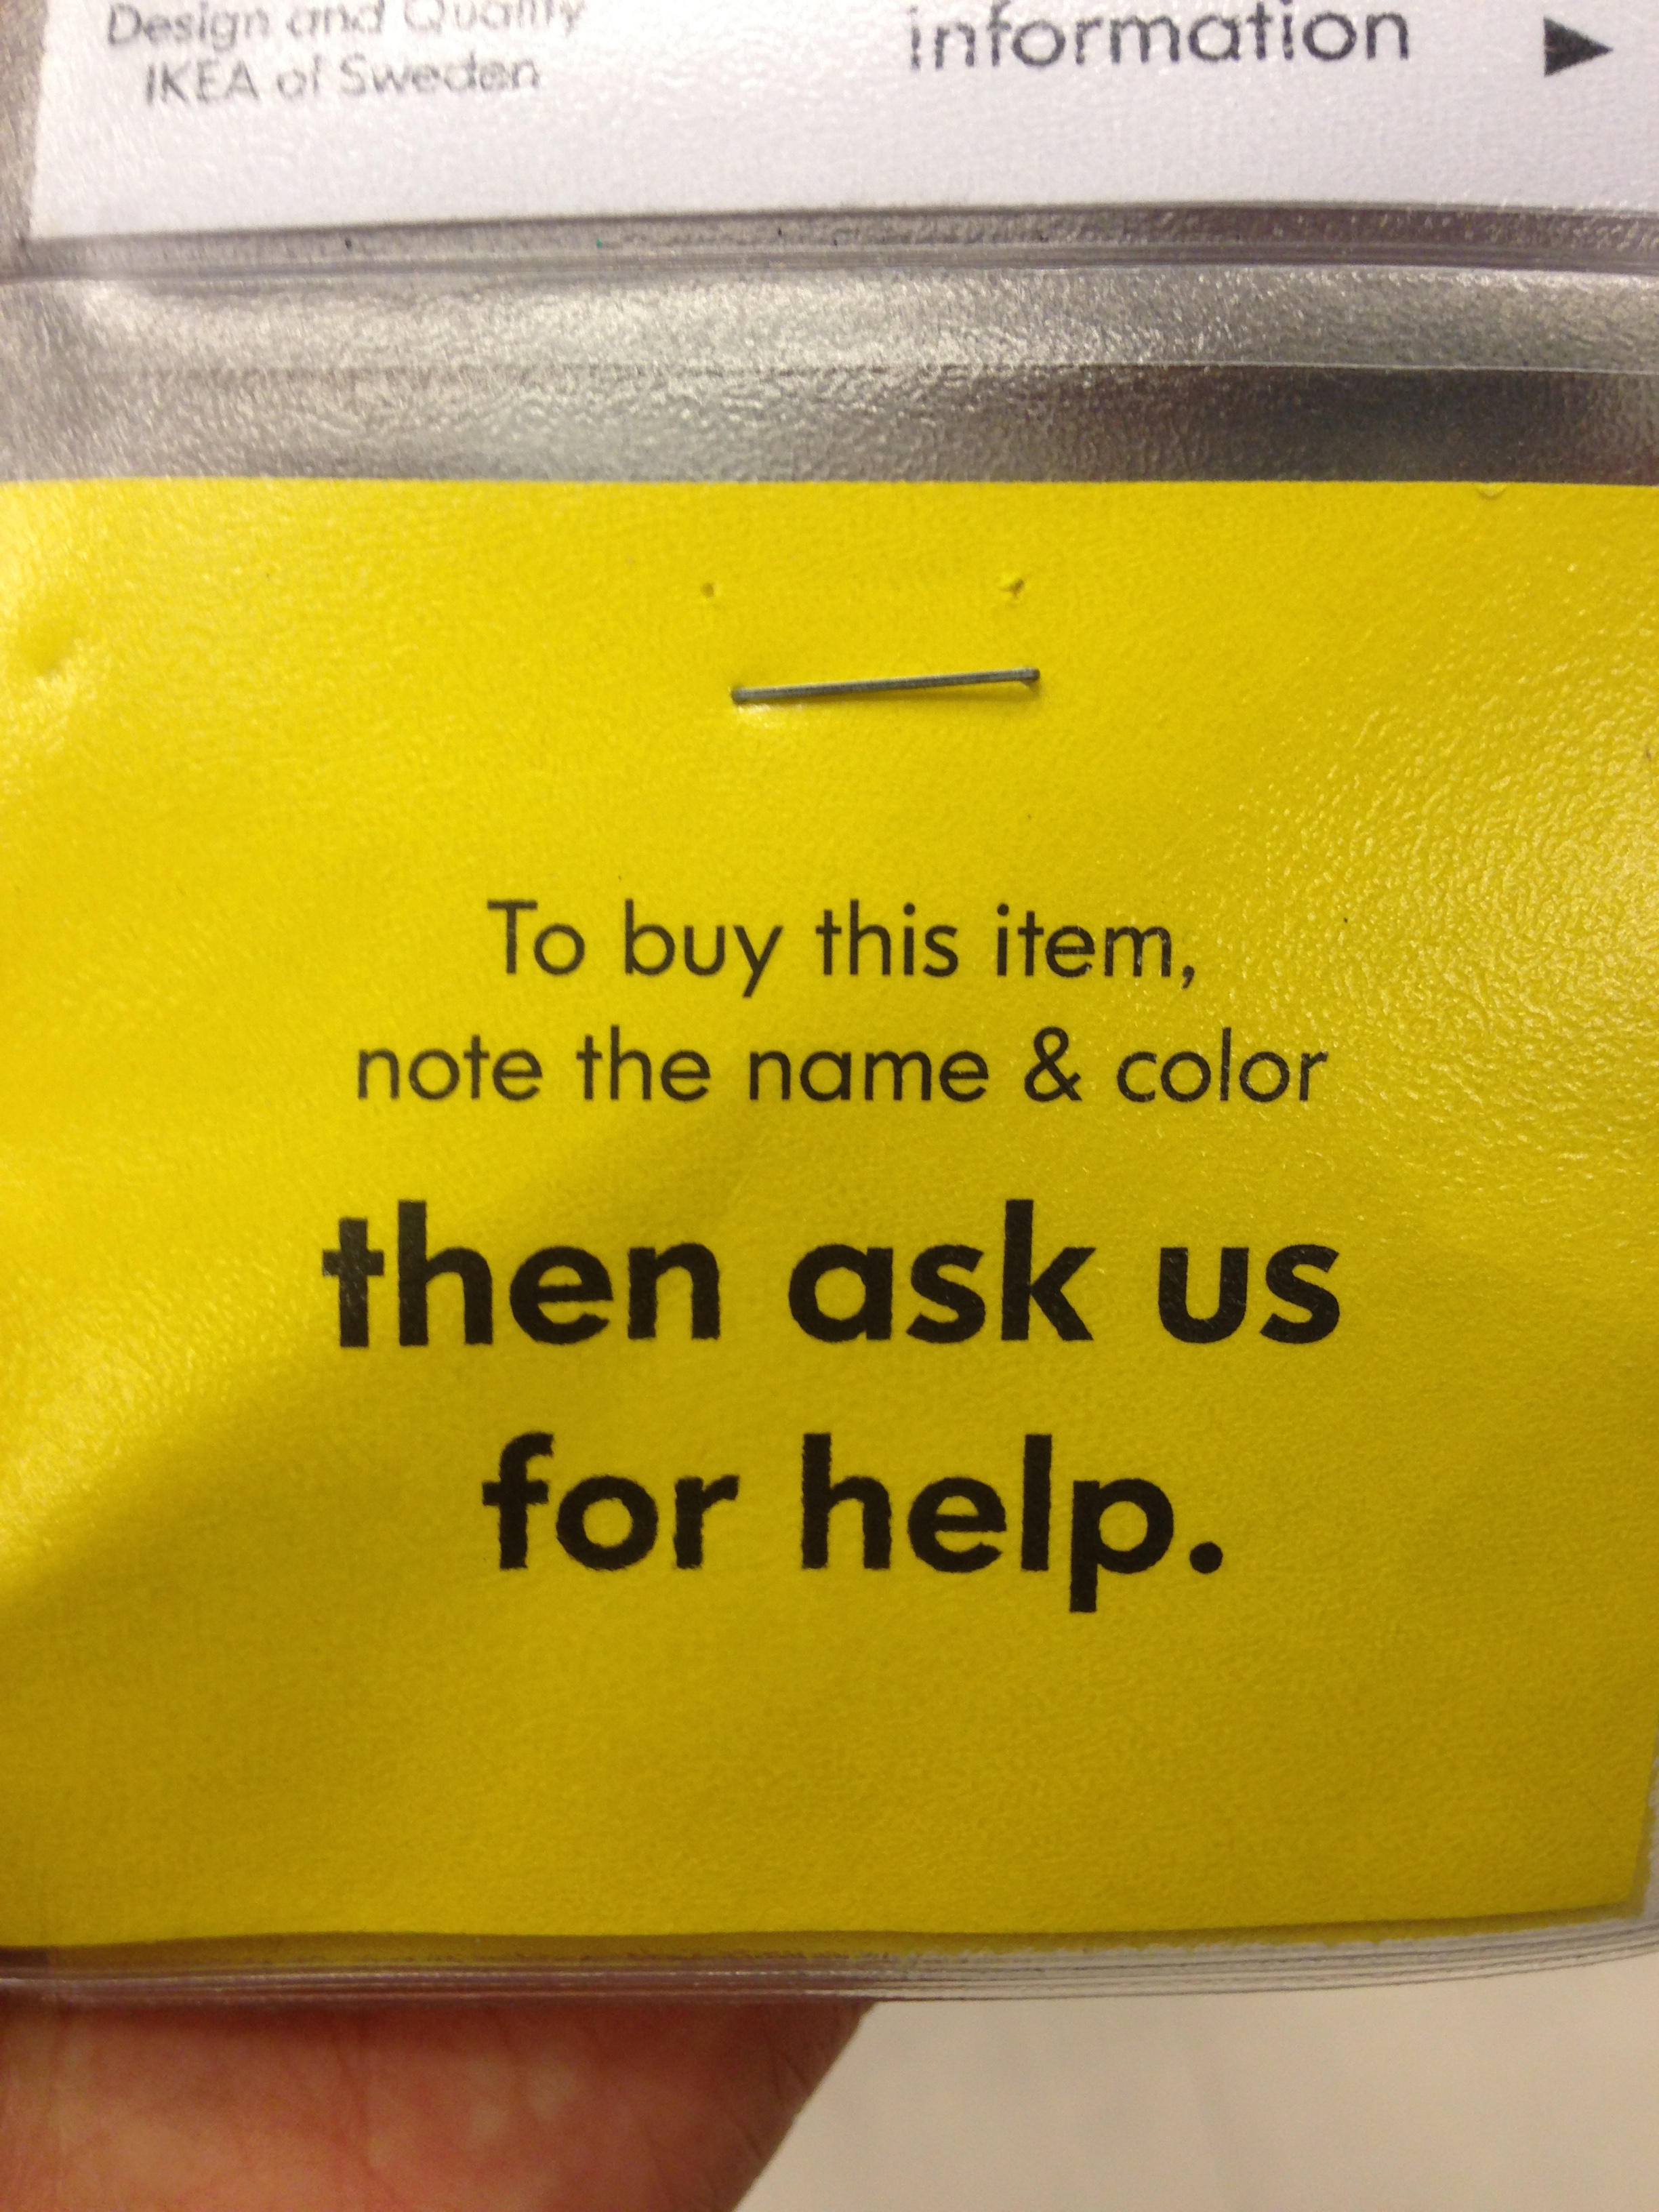 Design and Quality
IKEA of Sweden
information
To buy this item,
note the name & color
then ask us
for help.